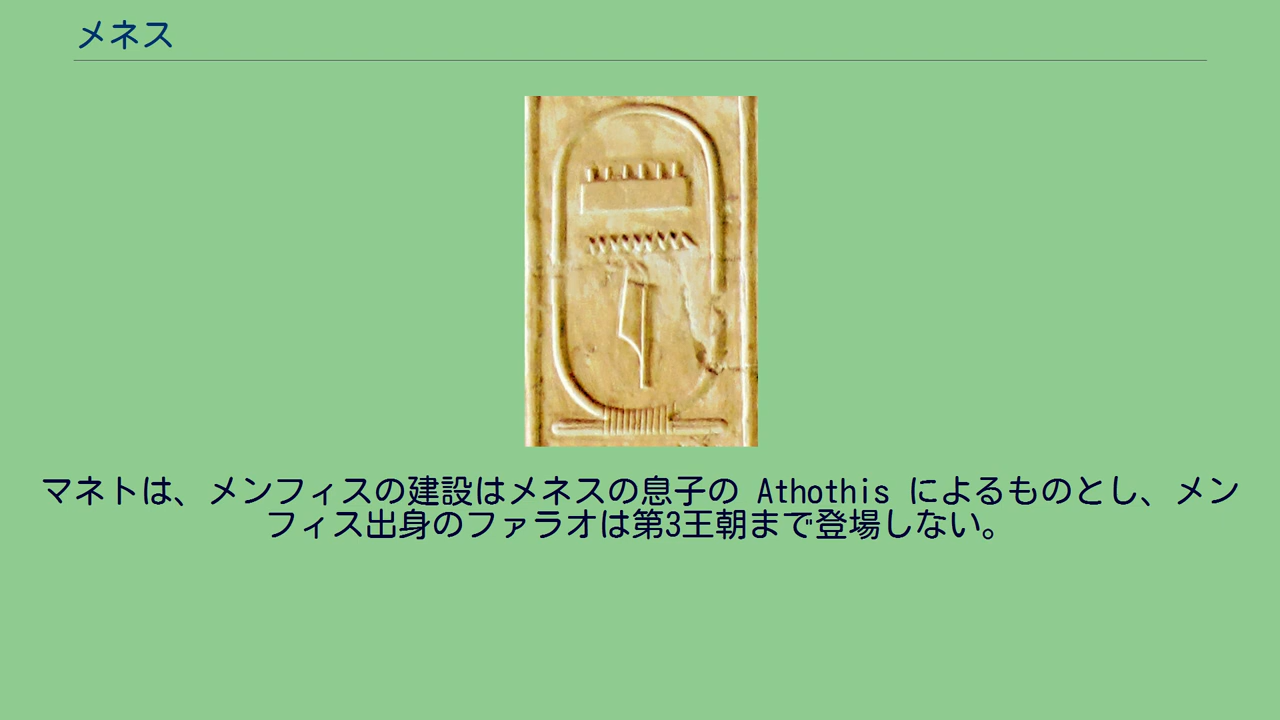 メネス
マネトは、メンフィスの建設はメネスの息子の Athothis によるものとし、メン
フィス出身のファラオは第3王朝まで登場しない。